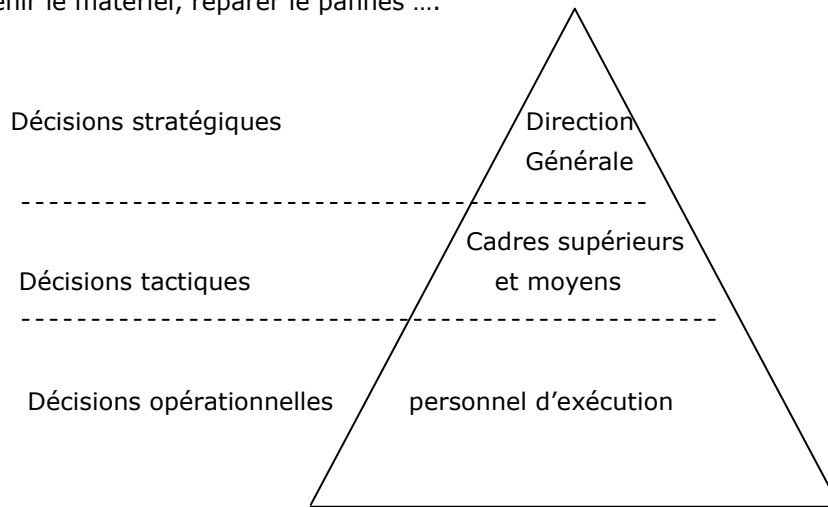 enir le matériel, réparer le pannes ….
Direction
Décisions stratégiques
Générale
Cadres supérieurs
Décisions tactiques et moyens
Décisions opérationnelles personnel d’exécution